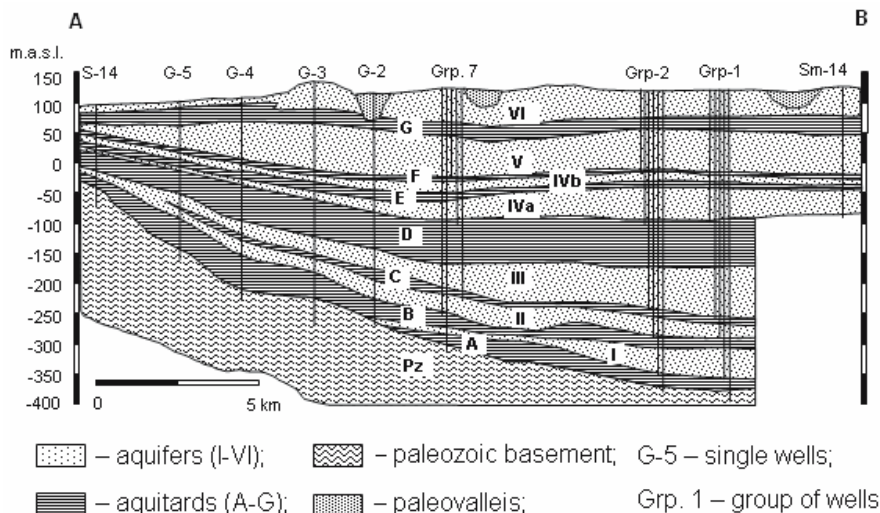 A B
m.a.s.l.
S-14 G-5 G-4 G-3 G-2 Grp. 7 Grp-2 Grp-1 Sm-14
150
100
50
0
-50
-100
-150
-200
-250
-300
-350
-400
VI
G
V
F
IVb
E
IVa
D
C
III
B
II
A
I
Pz
0 5 km
– aquifers (I-VI); – paleozoic basement; G-5 – single wells;
– aquitards (A-G); – paleovalleis; Grp. 1 – group of wells